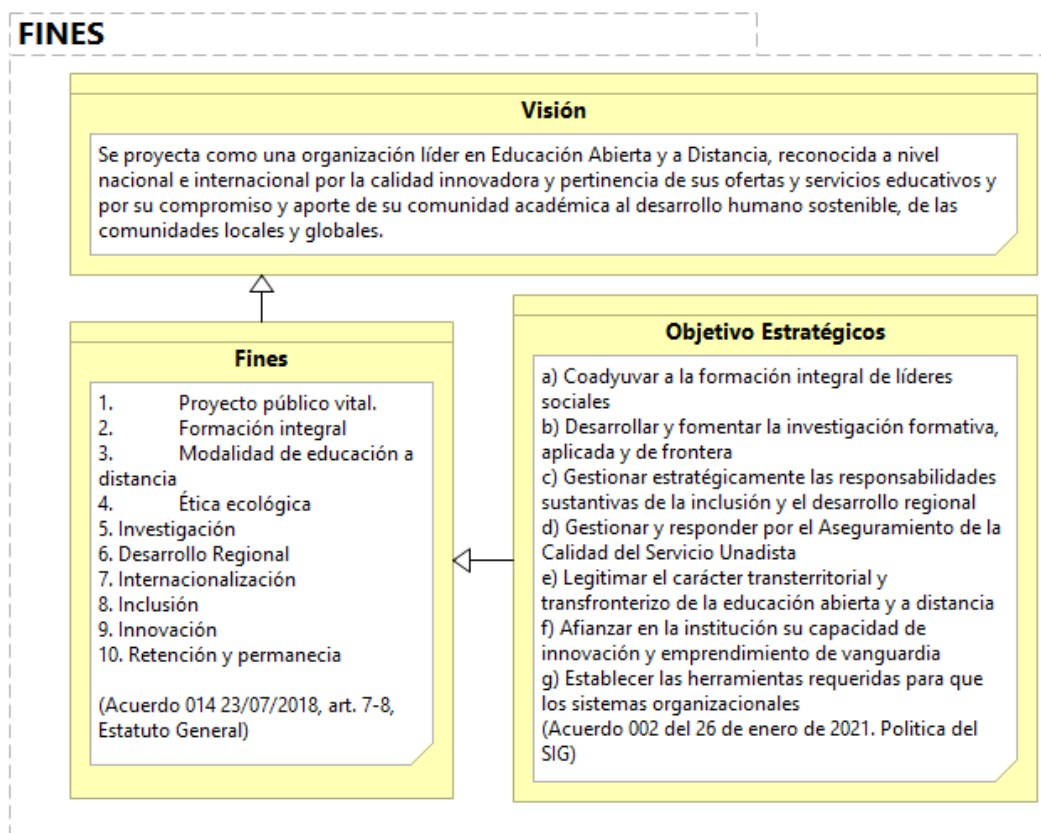 FINES
Visión
Se proyecta como una organización líder en Educación Abierta y a Distancia, reconocida a nivel
nacional e internacional por la calidad innovadora y pertinencia de sus ofertas y servicios educativos y
por su compromiso y aporte de su comunidad académica al desarrollo humano sostenible, de las
comunidades locales y globales.
Fines
1. Proyecto público vital.
2. Formación integral
3. Modalidad de educación a
distancia
4. Ética ecológica
5. Investigación
6. Desarrollo Regional
7. Internacionalización
8. Inclusión
9. Innovación
10. Retención y permanecia
(Acuerdo 014 23/07/2018, art. 7-8,
Estatuto General)
Objetivo Estratégicos
a) Coadyuvar a la formación integral de líderes
sociales
b) Desarrollar y fomentar la investigación formativa,
aplicada y de frontera
c) Gestionar estratégicamente las responsabilidades
sustantivas de la inclusión y el desarrollo regional
d) Gestionar y responder por el Aseguramiento de la
Calidad del Servicio Unadista
e) Legitimar el carácter transterritorial y
transfronterizo de la educación abierta y a distancia
f) Afianzar en la institución su capacidad de
innovación y emprendimiento de vanguardia
g) Establecer las herramientas requeridas para que
los sistemas organizacionales
(Acuerdo 002 del 26 de enero de 2021. Politica del
SIG)